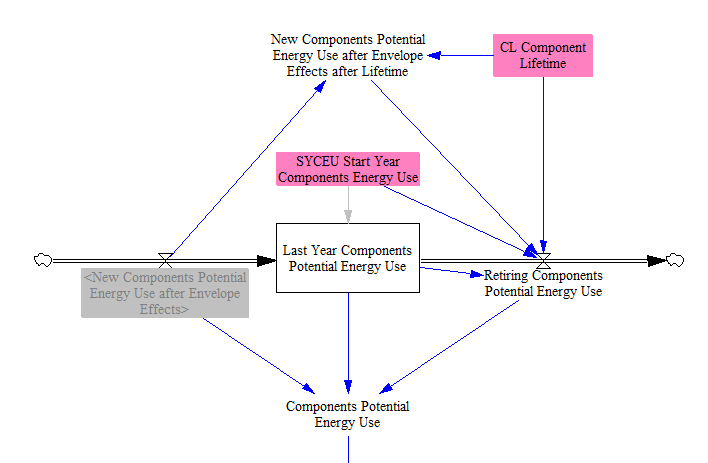 New Components Potential
Energy Use after Envelope
Effects after Lifetime
CL Component
Lifetime
SYCEU Start Year
Components Energy Use
Last Year Components
Potential Energy Use
<New Components Potential
Energy Use after Envelope
Effects>
Retiring Components
Potential Energy Use
Components Potential
Energy Use